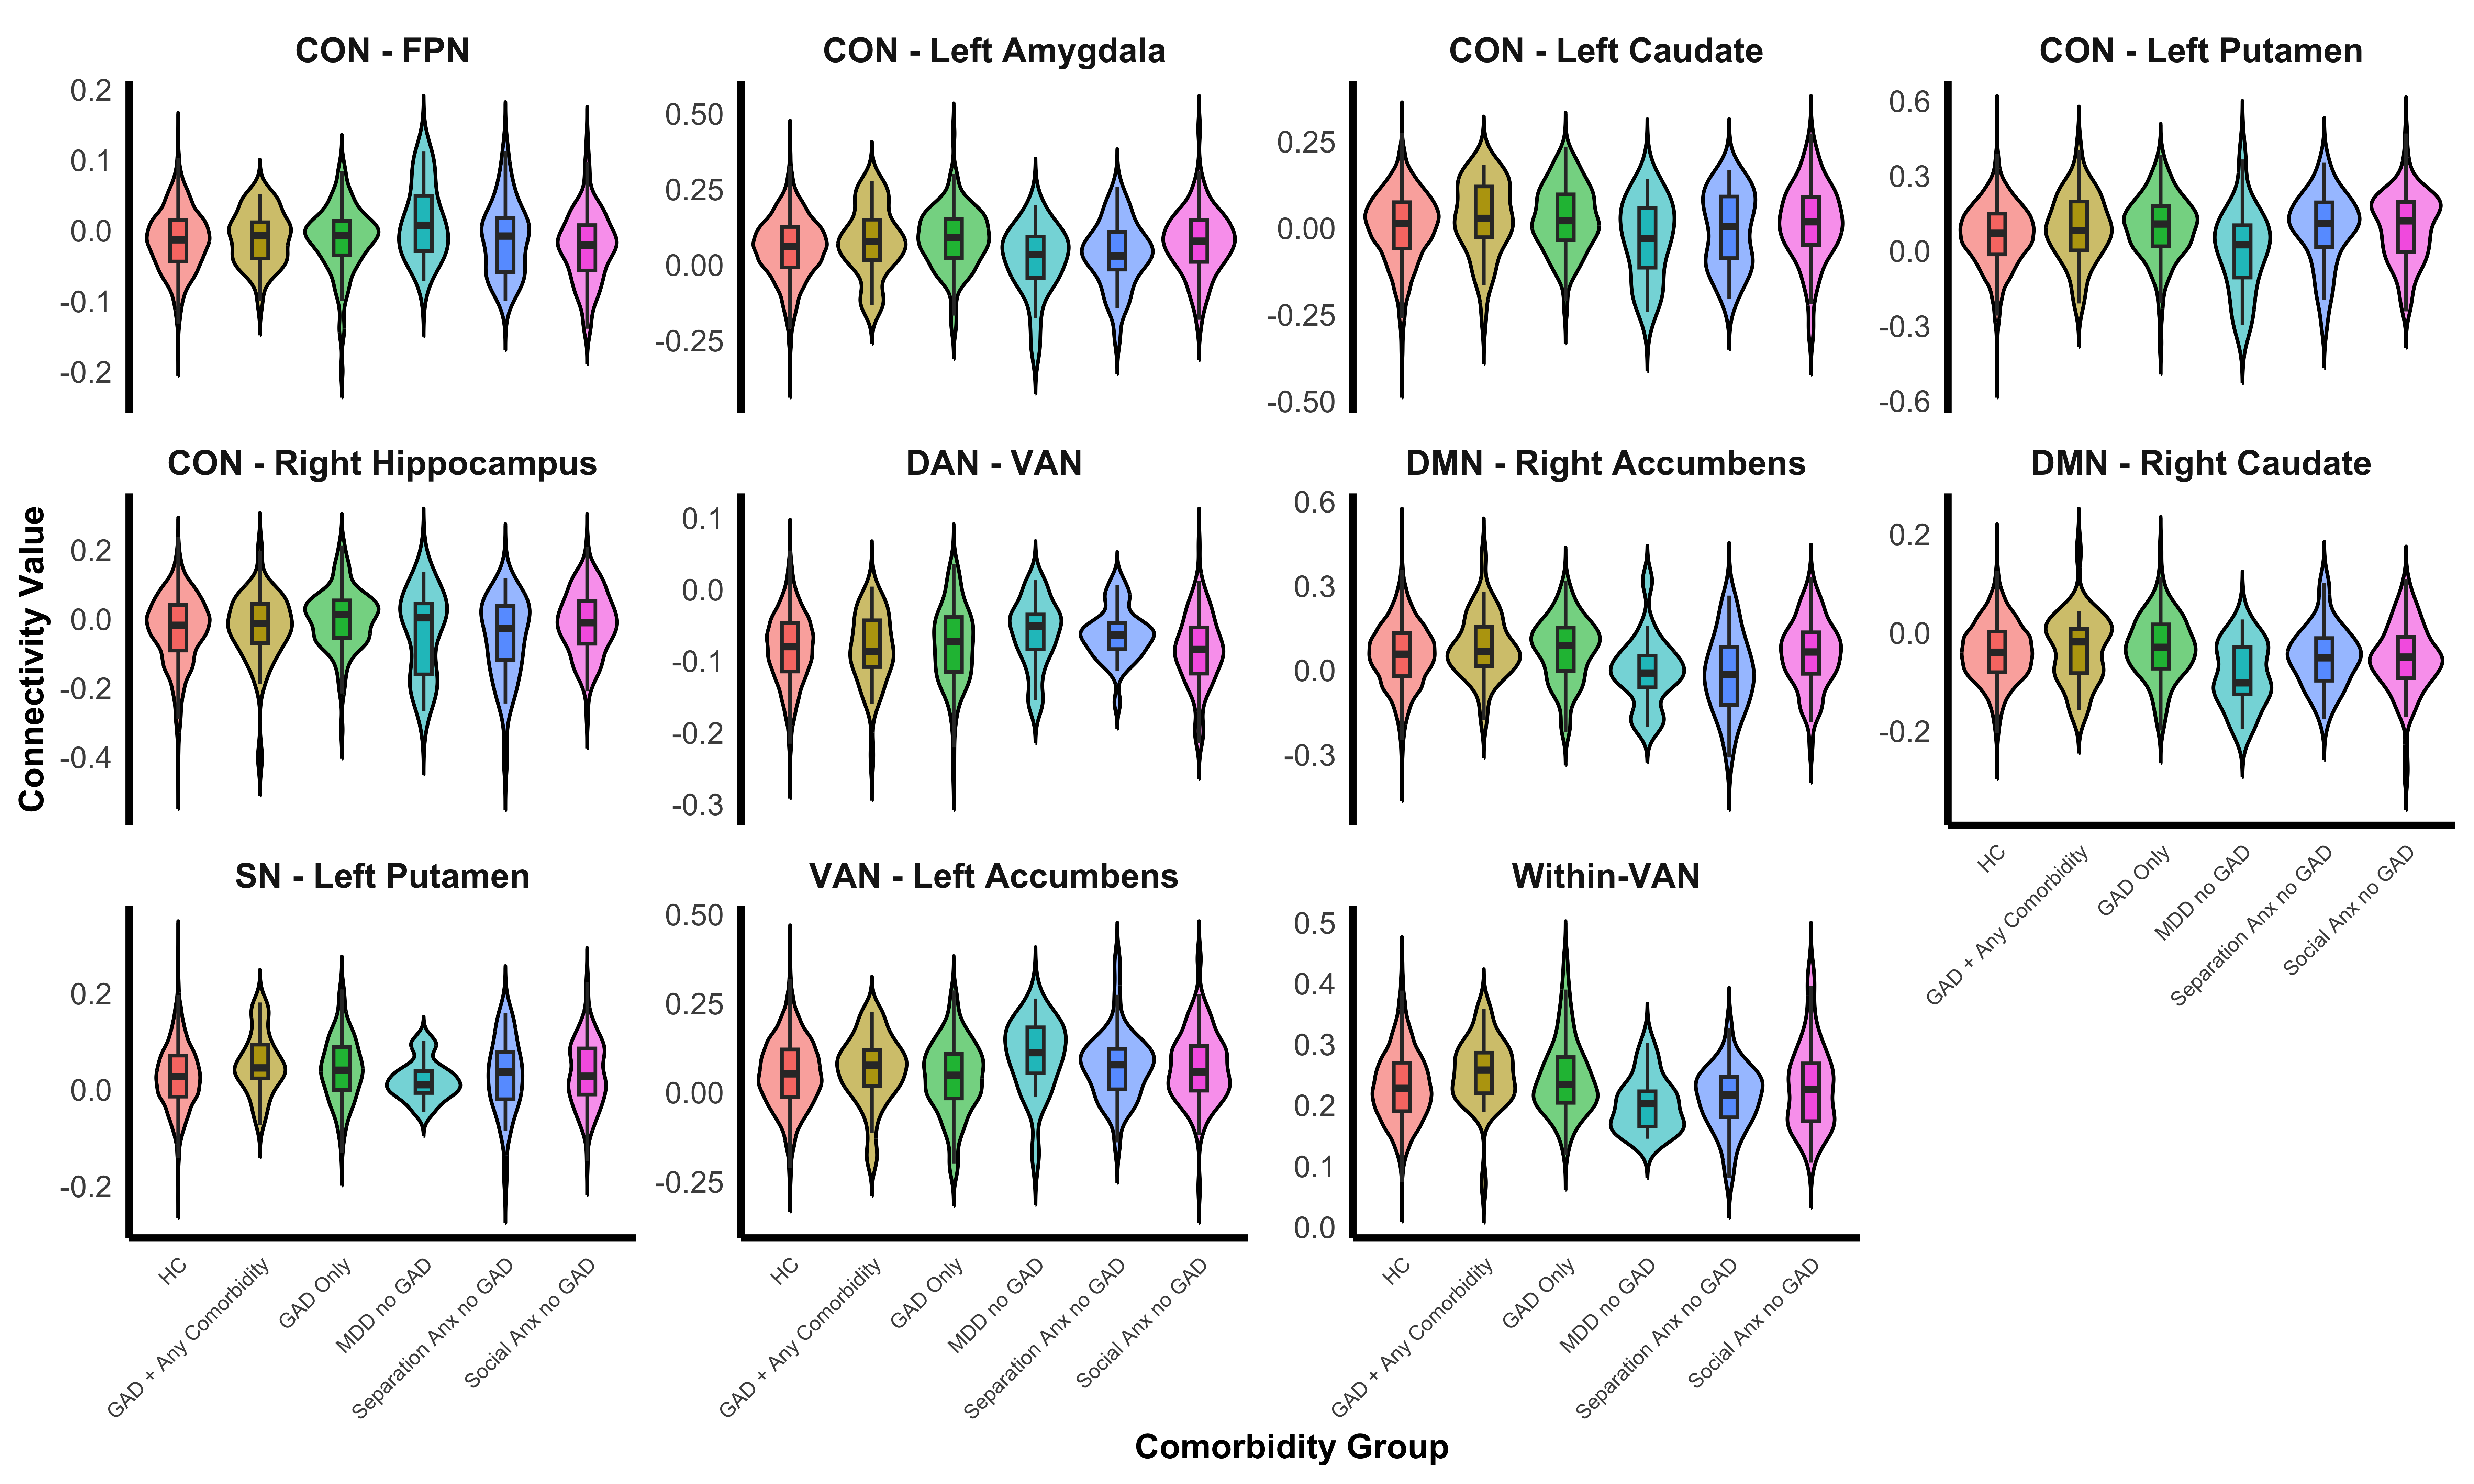 CON - FPN
0.2
0.1
0.0
-0.1
-0.2
CON - Left Amygdala
0.50
0.25
0.00
-0.25
CON - Left Caudate
0.25
0.00
-0.25
-0.50
CON - Left Putamen
0.6
0.3
0.0
-0.3
-0.6
Connectivity Value
CON - Right Hippocampus
0.2
0.0
-0.2
-0.4
DAN - VAN
0.1
0.0
-0.1
-0.2
-0.3
DMN - Right Accumbens
0.6
0.3
0.0
-0.3
DMN - Right Caudate
0.2
0.0
-0.2
HC
GAD + Any Comorbidity
GAD Only
MDD no GAD
Separation Anx no GAD
Social Anx no GAD
SN - Left Putamen
0.2
0.0
-0.2
HC
GAD + Any Comorbidity
GAD Only
MDD no GAD
Separation Anx no GAD
Social Anx no GAD
VAN - Left Accumbens
0.50
0.25
0.00
-0.25
HC
GAD + Any Comorbidity
GAD Only
MDD no GAD
Separation Anx no GAD
Social Anx no GAD
Within-VAN
0.5
0.4
0.3
0.2
0.1
0.0
HC
GAD + Any Comorbidity
GAD Only
MDD no GAD
Separation Anx no GAD
Social Anx no GAD
Comorbidity Group